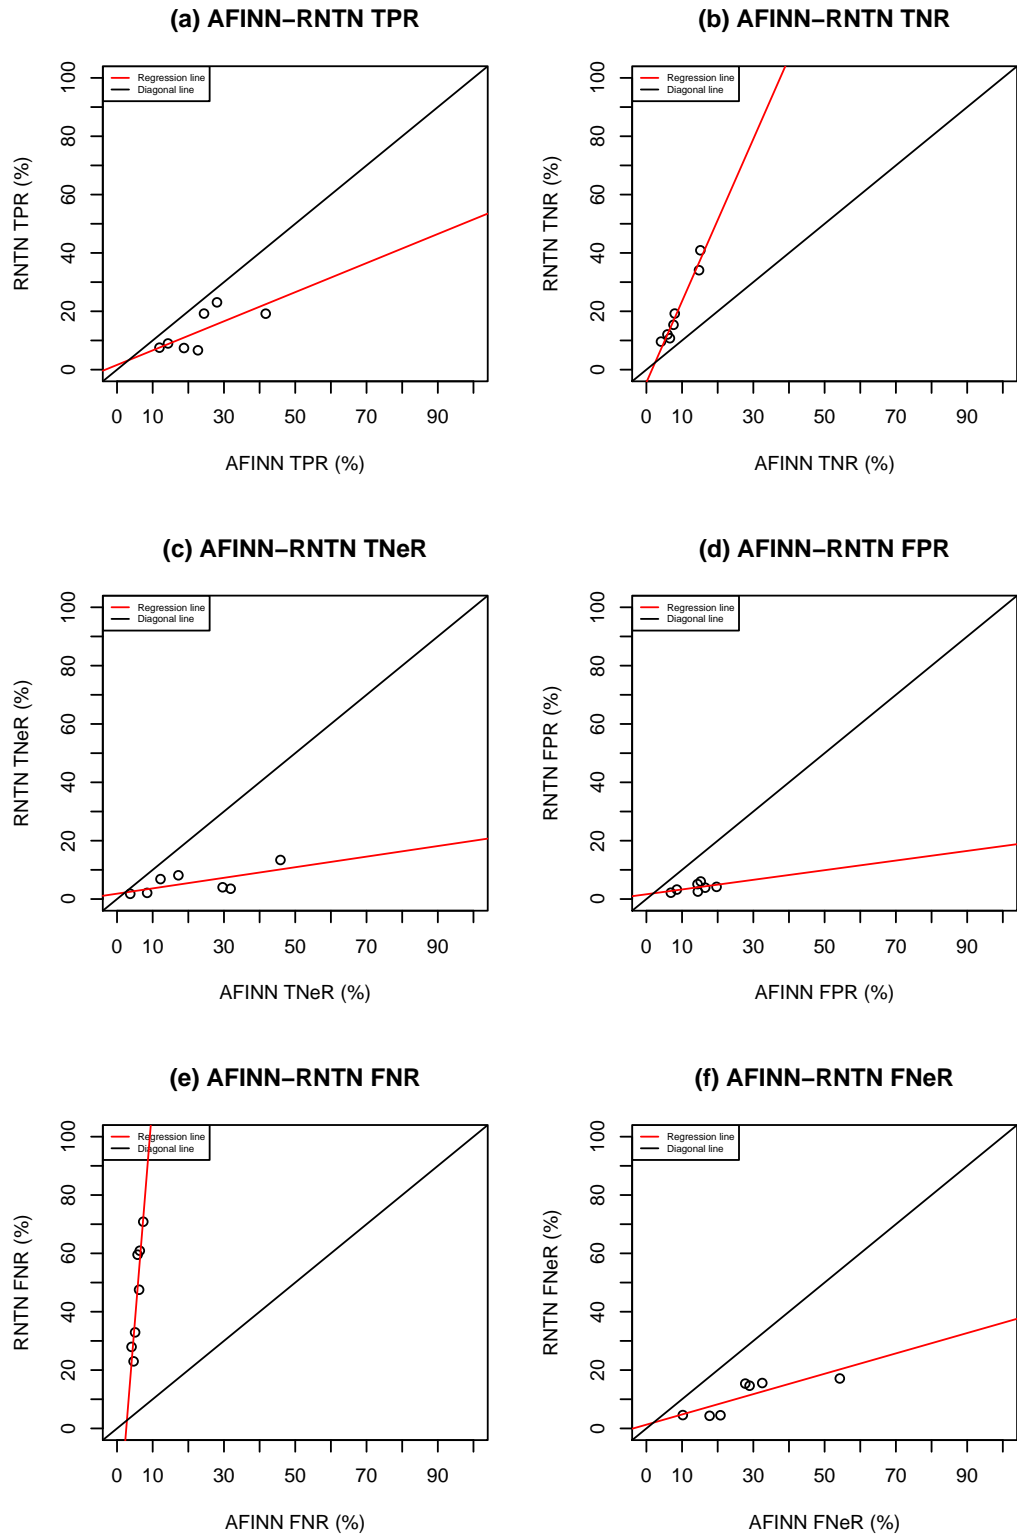 (a) AFINN−RNTN TPR
Regression line
Diagonal line
RNTN TPR (%)
0 20 40 60 80 100
0 10 30 50 70 90
AFINN TPR (%)
(b) AFINN−RNTN TNR
Regression line
Diagonal line
RNTN TNR (%)
0 20 40 60 80 100
0 10 30 50 70 90
AFINN TNR (%)
(c) AFINN−RNTN TNeR
Regression line
Diagonal line
RNTN TNeR (%)
0 20 40 60 80 100
0 10 30 50 70 90
AFINN TNeR (%)
(d) AFINN−RNTN FPR
Regression line
Diagonal line
RNTN FPR (%)
0 20 40 60 80 100
0 10 30 50 70 90
AFINN FPR (%)
(e) AFINN−RNTN FNR
Regression line
Diagonal line
RNTN FNR (%)
0 20 40 60 80 100
0 10 30 50 70 90
AFINN FNR (%)
(f) AFINN−RNTN FNeR
Regression line
Diagonal line
RNTN FNeR (%)
0 20 40 60 80 100
0 10 30 50 70 90
AFINN FNeR (%)